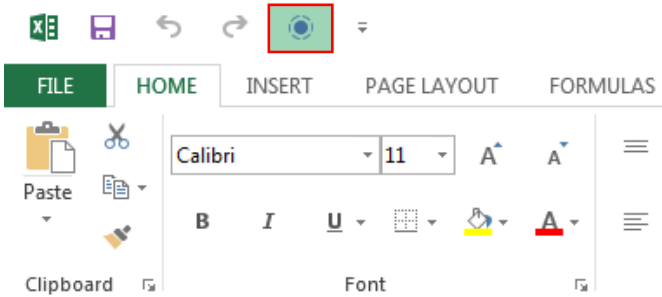 FILE HOME INSERT PAGE LAYOUT FORMULAS
Calibri 11 A A
Paste
B I U A
Clipboard Font